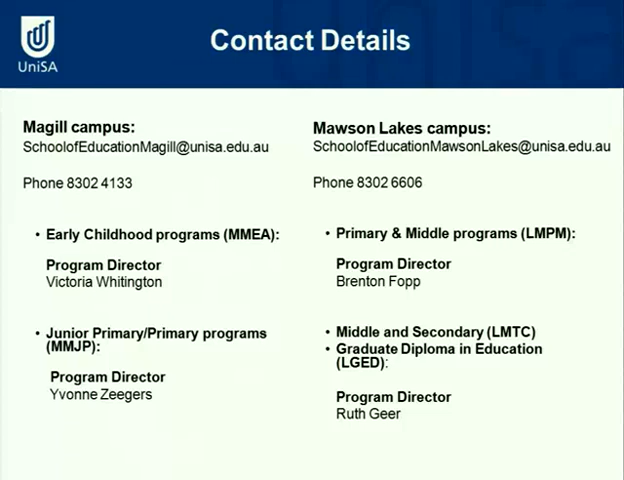 UniSA
Contact Details
Magill campus:
SchoolofEducationMagill@unisa.edu.au
Phone 8302 4133
• Early Childhood programs (MMEA):
Program Director
Victoria Whitington
• Junior Primary/Primary programs
(MMJP):
Program Director
Yvonne Zeegers
Mawson Lakes campus:
SchoolofEducationMawsonLakes@unisa.edu.au
Phone 8302 6606
• Primary & Middle programs (LMPM):
Program Director
Brenton Fopp
• Middle and Secondary (LMTC)
• Graduate Diploma in Education
(LGED):
Program Director
Ruth Geer